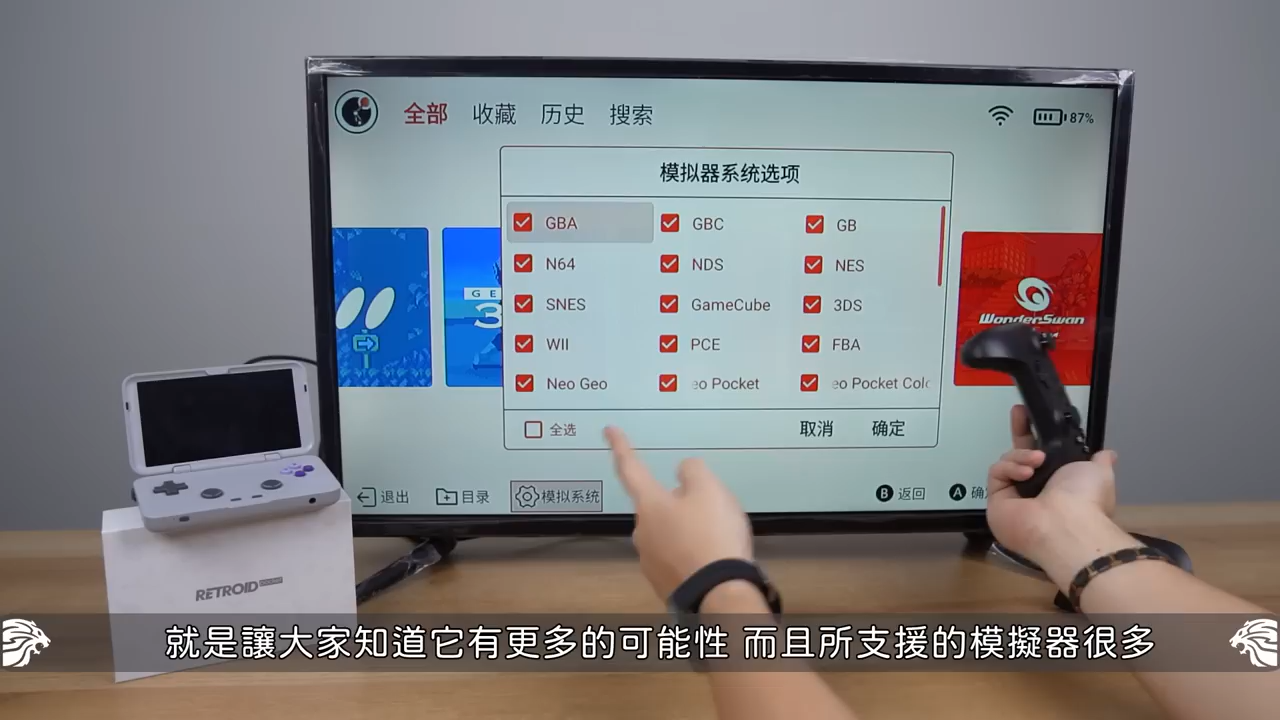 全部 收藏 历史 搜索
87%
模拟器系统选项
GBA GBC GB
N64 NDS NES
SNES GameCube 3DS
WII PCE FBA
Neo Geo eo Pocket eo Pocket Colo
全选 取消 确定
GE
3
WonderSwan
退出 目录 模拟系统 B 返回 A 确
RETROID POCKET
就是讓大家知道它有更多的可能性 而且所支援的模擬器很多